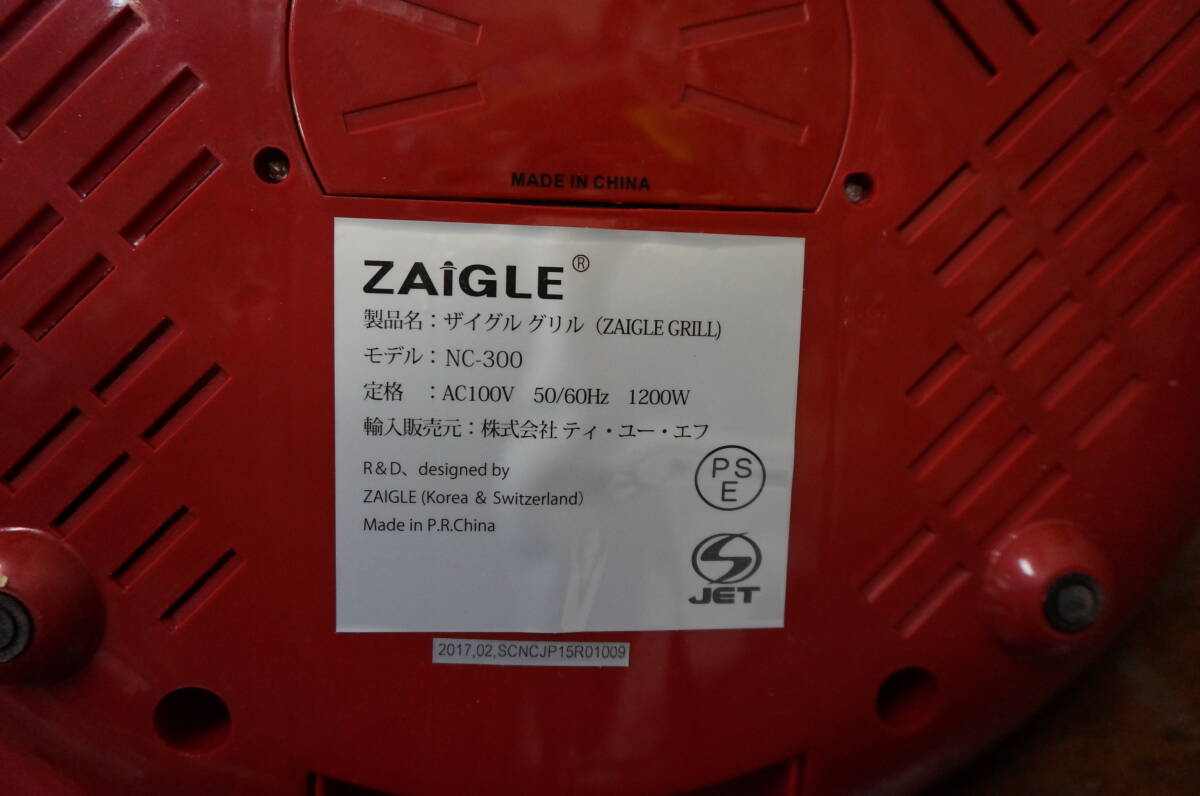 MADE IN CHINA
ZAiGLE®
製品名：ザイグル グリル（ZAIGLE GRILL)
モデル：NC-300
定格 ：AC100V 50/60Hz 1200W
輸入販売元：株式会社 ティ・ユー・エフ
R&D、designed by
ZAIGLE (Korea & Switzerland)
Made in P.R.China
PS
E
JET
2017,02,SCNCJP15R01009